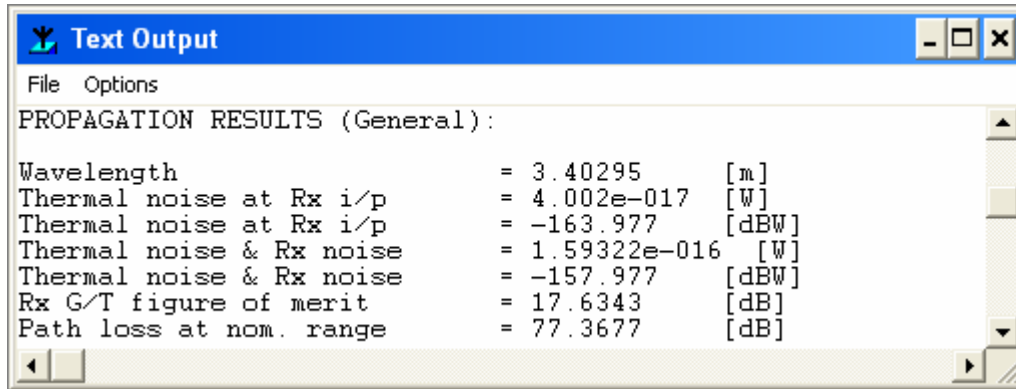 Text Output
File Options
PROPAGATION RESULTS (General):
Wavelength = 3.40295 [m]
Thermal noise at Rx i/p = 4.002e-017 [W]
Thermal noise at Rx i/p = -163.977 [dBW]
Thermal noise & Rx noise = 1.59322e-016 [W]
Thermal noise & Rx noise = -157.977 [dBW]
Rx G/T figure of merit = 17.6343 [dB]
Path loss at nom. range = 77.3677 [dB]